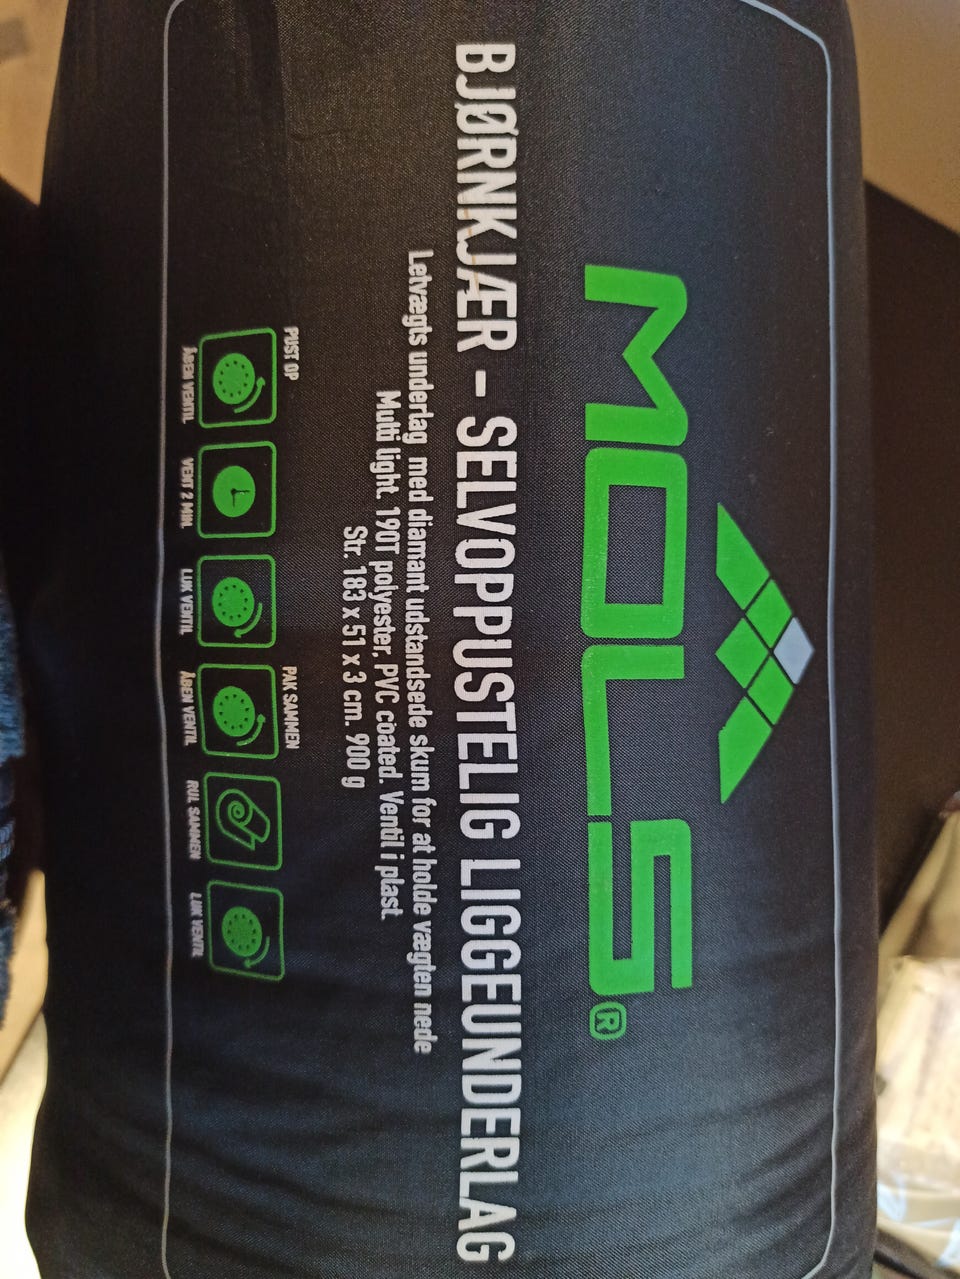 MOLS®
BJØRNKJÆR - SELVOPPUSTELIG LIGGEUNDERLAG
Letvægts underlag med diamant udstandsede skum for at holde vægten nede
Multi light. 190T polyester, PVC coated. Ventil i plast.
Str. 183 x 51 x 3 cm. 900 g
PUST OP
PAK SAMMEN
ÅBEN VENTIL
VENT 2 MIN.
LUK VENTIL
ÅBEN VENTIL
RUL SAMMEN
LUK VENTIL